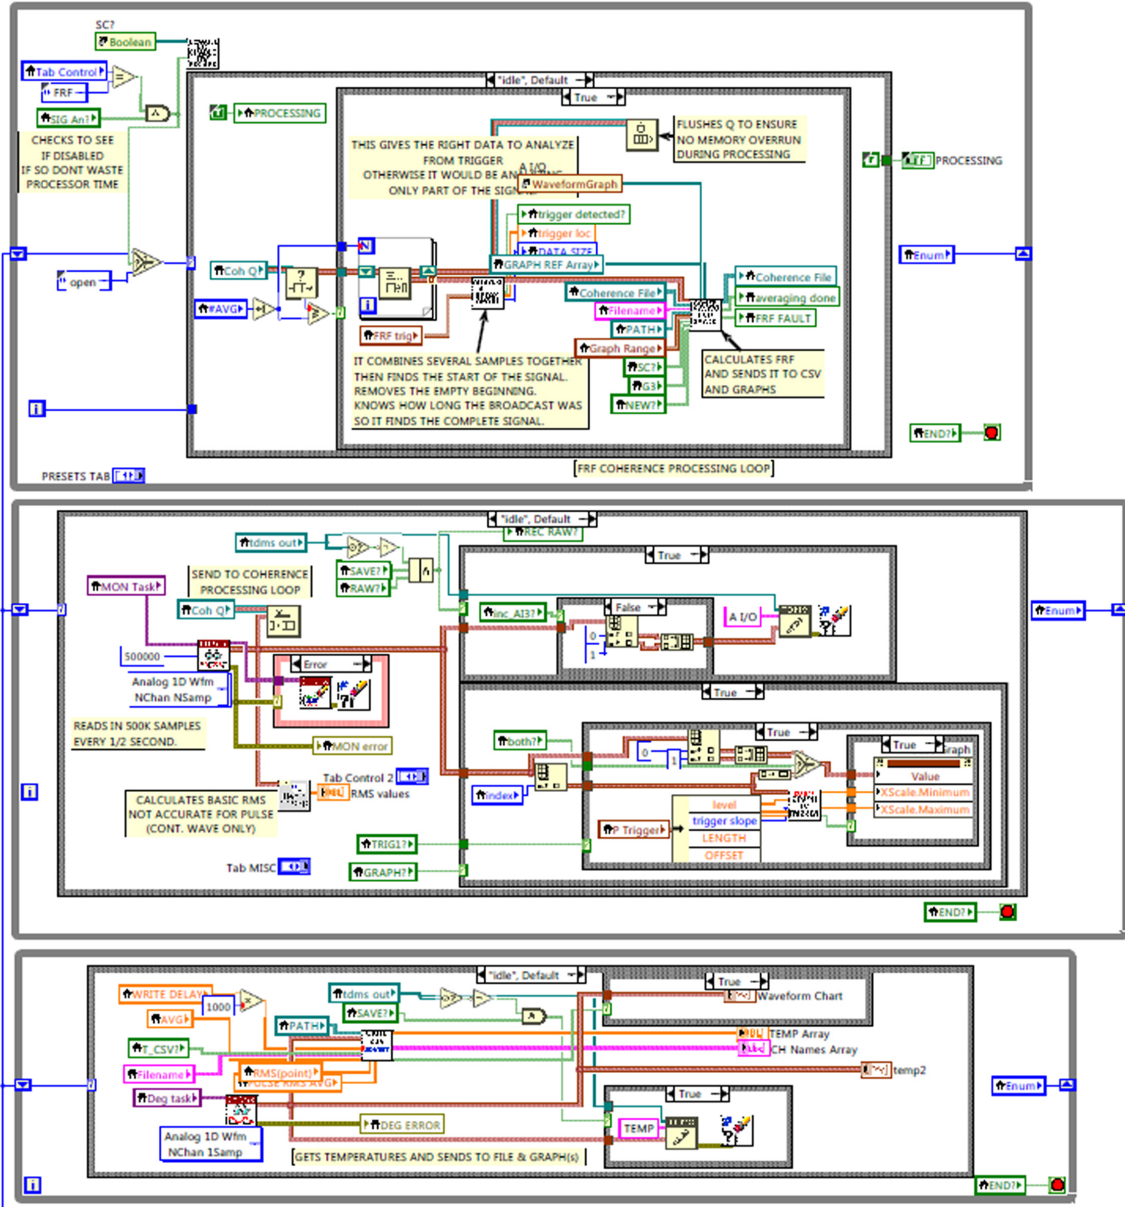 SC?
Boolean
Tab Control
FRF
SIG An?
CHECKS TO SEE
IF DISABLED
IF SO DONT WASTE
PROCESSOR TIME
open
PRESETS TAB
"idle", Default
True
PROCESSING
THIS GIVES THE RIGHT DATA TO ANALYZE
FROM TRIGGER
OTHERWISE IT WOULD BE
ONLY PART OF THE
FLUSHES Q TO ENSURE
NO MEMORY OVERRUN
DURING PROCESSING
A I/O
WaveformGraph
trigger detected?
trigger loc
DATA SIZE
GRAPH REF Array
Coh Q
#AVG
N
i
FRF trig
Coherence File
Filename
PATH
Graph Range
SC?
G3
NEW?
Coherence File
averaging done
FRF FAULT
IT COMBINES SEVERAL SAMPLES TOGETHER
THEN FINDS THE START OF THE SIGNAL.
REMOVES THE EMPTY BEGINNING.
KNOWS HOW LONG THE BROADCAST WAS
SO IT FINDS THE COMPLETE SIGNAL.
CALCULATES FRF
AND SENDS IT TO CSV
AND GRAPHS
PROCESSING
Enum
END?
i
FRF COHERENCE PROCESSING LOOP
"idle", Default
REC RAW?
tdms out
SAVE?
RAW?
SEND TO COHERENCE
PROCESSING LOOP
MON Task
Coh Q
500000
Analog 1D Wfm
NChan NSamp
Error
READS IN 500K SAMPLES
EVERY 1/2 SECOND.
MON error
Tab Control 2
RMS values
CALCULATES BASIC RMS
NOT ACCURATE FOR PULSE
(CONT. WAVE ONLY)
Tab MISC
TRIG1?
GRAPH?
i
True
inc_AI3?
False
0
1
A I/O
True
both?
index
True
0
1
P Trigger
level
trigger slope
LENGTH
OFFSET
True
Graph
Value
XScale.Minimum
XScale.Maximum
Enum
END?
"idle", Default
WRITE DELAY
1000
AVG
T_CSV?
Filename
Deg task
PATH
tdms out
SAVE?
RMS(point)
PULSE RMS AVG
Analog 1D Wfm
NChan 1Samp
DEG ERROR
GETS TEMPERATURES AND SENDS TO FILE & GRAPH(s)
True
Waveform Chart
TEMP Array
CH Names Array
temp2
True
TEMP
Enum
END?
i